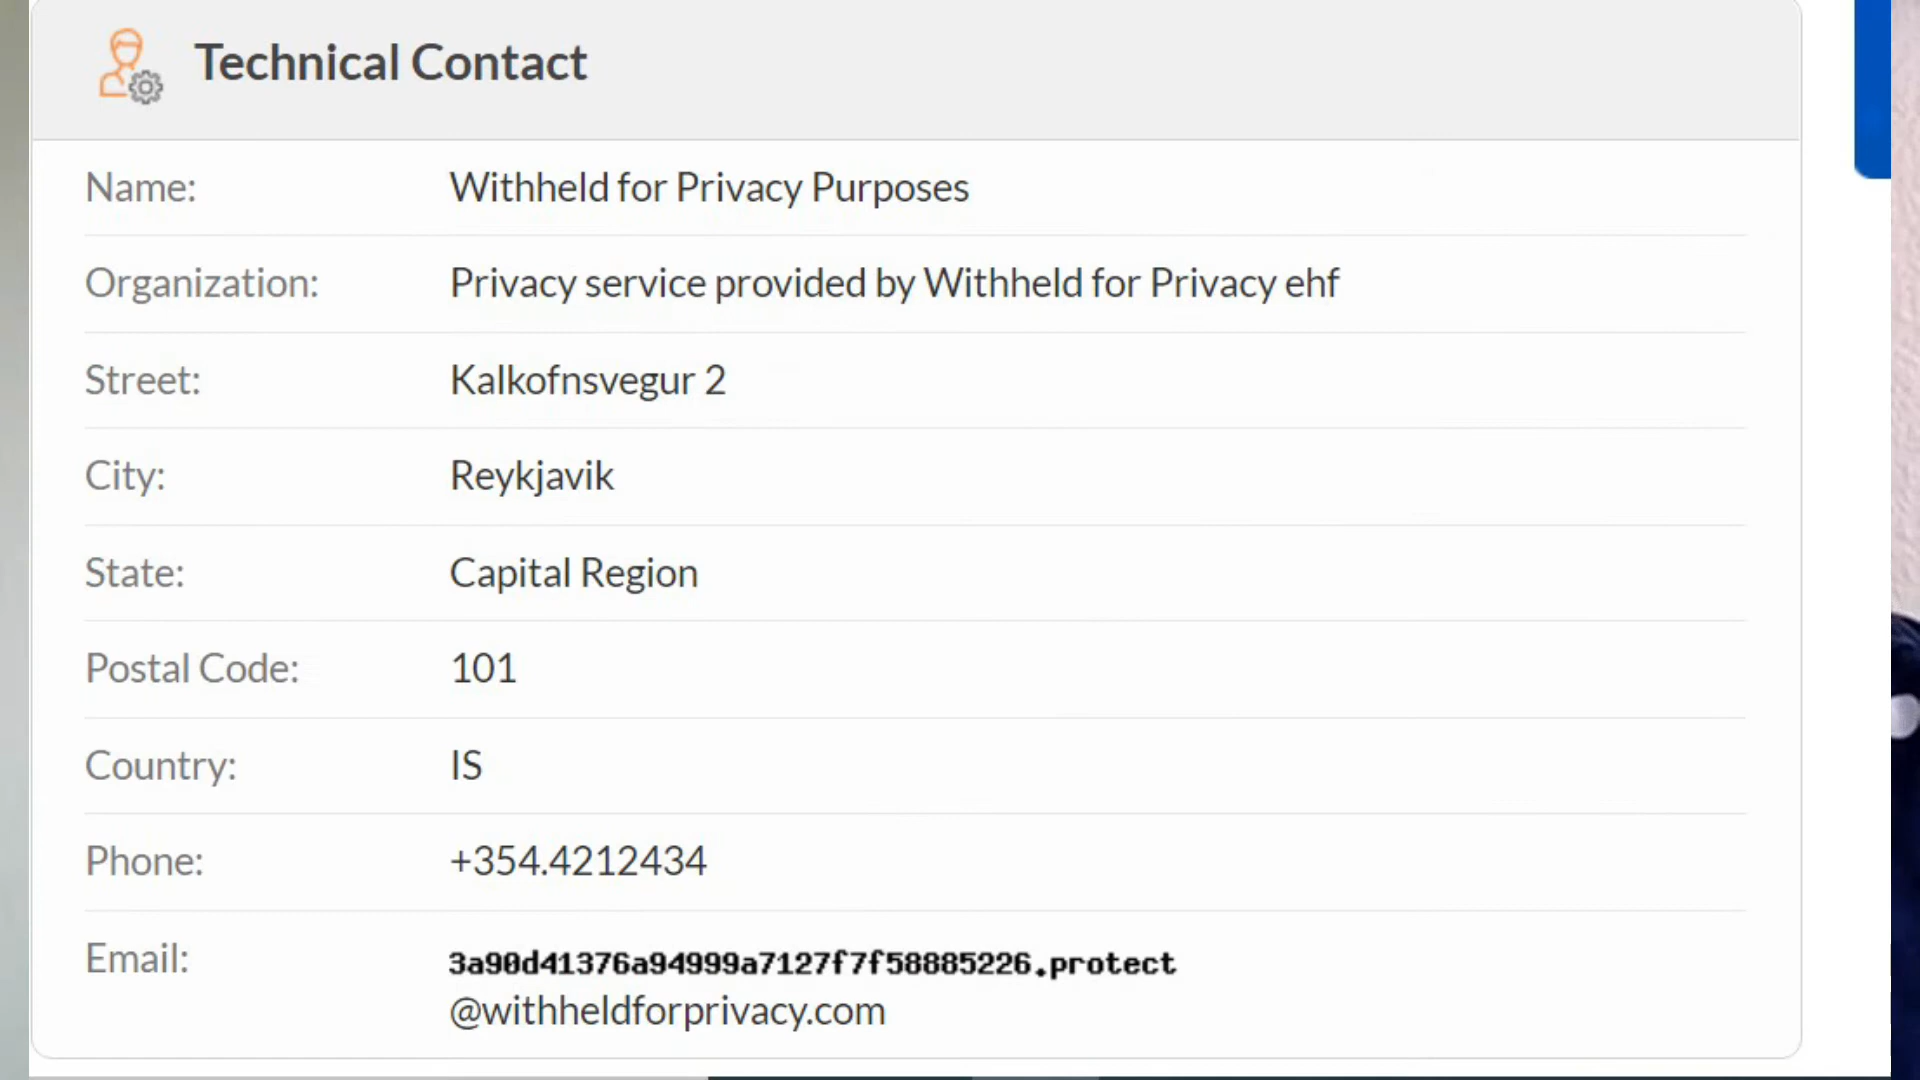 Technical Contact
Name: Withheld for Privacy Purposes
Organization: Privacy service provided by Withheld for Privacy ehf
Street: Kalkofnsvegur 2
City: Reykjavik
State: Capital Region
Postal Code: 101
Country: IS
Phone: +354.4212434
Email: 3a90d41376a94999a7127f7f58885226.protect
@withheldforprivacy.com